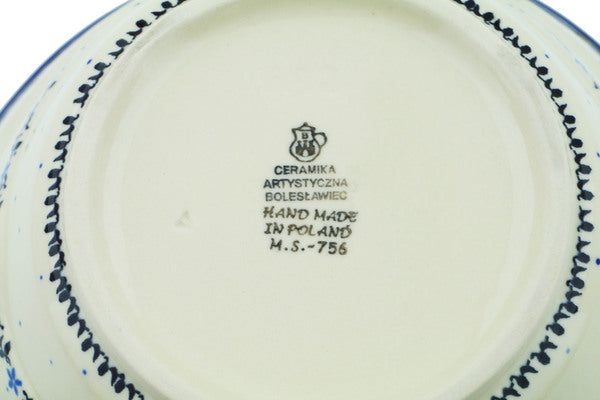 B
CERAMIKA
ARTYSTYCZNA
BOLESŁAWIEC
HAND MADE
IN POLAND
M.S.-756